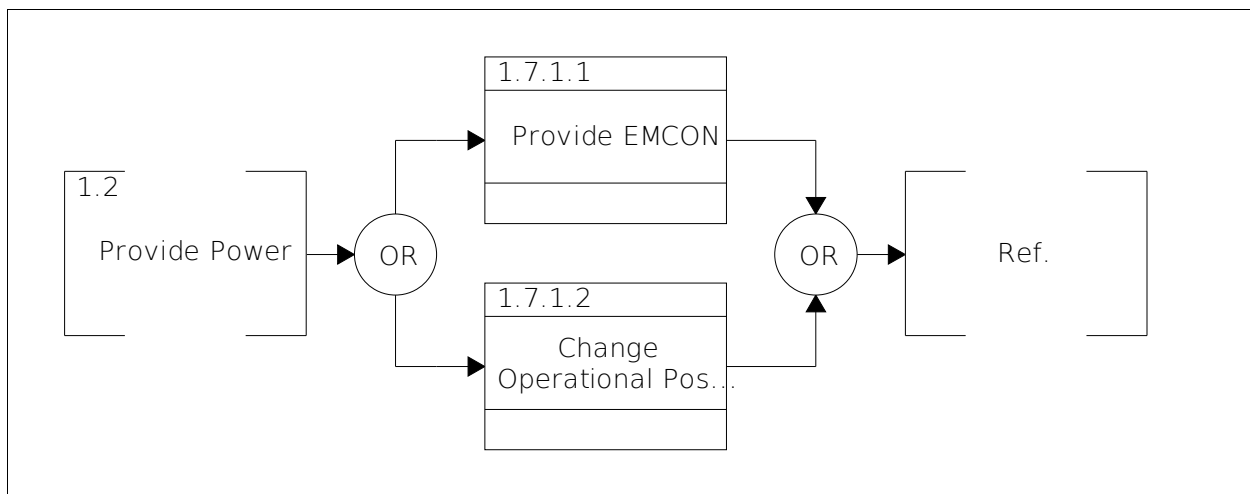 1.7.1.1
Provide EMCON
1.2
Provide Power
OR
OR
Ref.
1.7.1.2
Change
Operational Pos...